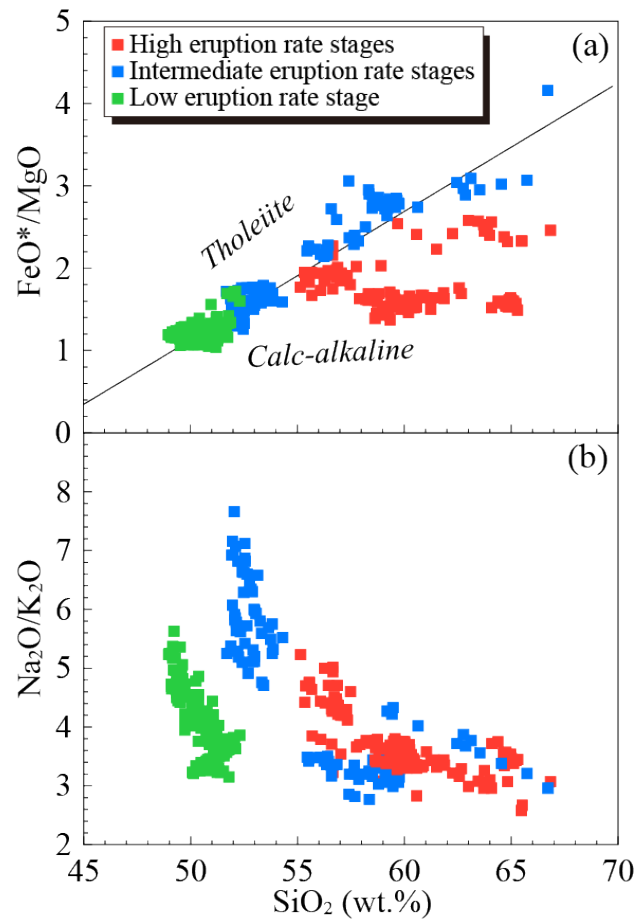 5
(a)
High eruption rate stages
Intermediate eruption rate stages
Low eruption rate stage
4
3
2
1
0
FeO*/MgO
Tholeiite
Calc-alkaline
(b)
8
7
6
5
4
3
2
Na₂O/K₂O
45 50 55 60 65 70
SiO₂ (wt.%)